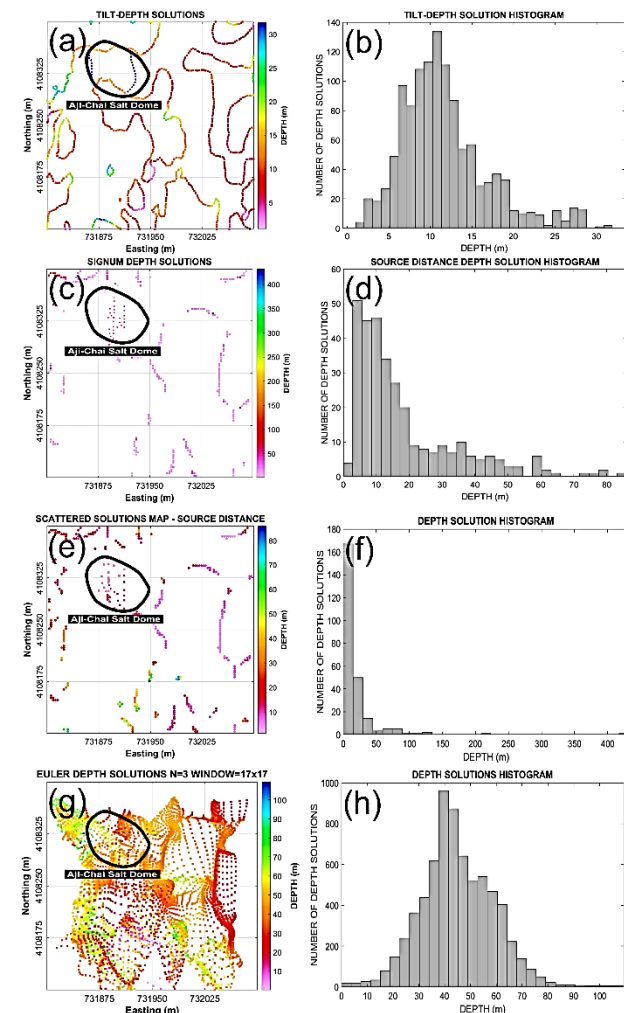 TILT-DEPTH SOLUTIONS
(a)
Aji-Chai Salt Dome
Northing (m)
4108325
4108250
4108175
731875 731950 732025
Easting (m)
30
25
20
15
10
5
DEPTH (m)
TILT-DEPTH SOLUTION HISTOGRAM
(b)
NUMBER OF DEPTH SOLUTIONS
140
120
100
80
60
40
20
0
0 5 10 15 20 25 30
DEPTH (m)
SIGNUM DEPTH SOLUTIONS
(c)
Aji-Chai Salt Dome
Northing (m)
4108325
4108250
4108175
731875 731950 732025
Easting (m)
400
350
300
250
200
150
100
50
DEPTH (m)
SOURCE DISTANCE DEPTH SOLUTION HISTOGRAM
(d)
NUMBER OF DEPTH SOLUTIONS
60
50
40
30
20
10
0
0 10 20 30 40 50 60 70 80
DEPTH (m)
SCATTERED SOLUTIONS MAP - SOURCE DISTANCE
(e)
Aji-Chai Salt Dome
Northing (m)
4108325
4108250
4108175
731875 731950 732025
Easting (m)
80
70
60
50
40
30
20
10
DEPTH (m)
DEPTH SOLUTION HISTOGRAM
(f)
NUMBER OF DEPTH SOLUTIONS
180
160
140
120
100
80
60
40
20
0
0 50 100 150 200 250 300 350 400
DEPTH (m)
EULER DEPTH SOLUTIONS N=3 WINDOW=17x17
(g)
Aji-Chai Salt Dome
Northing (m)
4108325
4108250
4108175
731875 731950 732025
Easting (m)
100
90
80
70
60
50
40
30
20
10
DEPTH (m)
DEPTH SOLUTIONS HISTOGRAM
(h)
NUMBER OF DEPTH SOLUTIONS
1000
800
600
400
200
0
0 10 20 30 40 50 60 70 80 90 100
DEPTH (m)